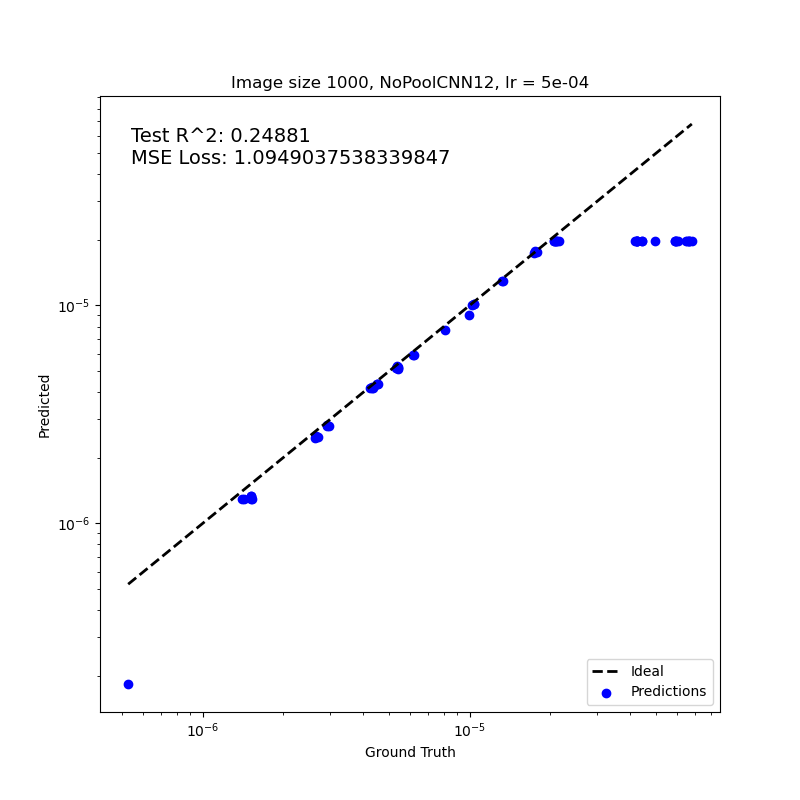 Image size 1000, NoPoolCNN12, lr = 5e-04
Test R^2: 0.24881
MSE Loss: 1.0949037538339847
10⁻⁵
10⁻⁶
Predicted
Ideal
Predictions
10⁻⁶
10⁻⁵
Ground Truth